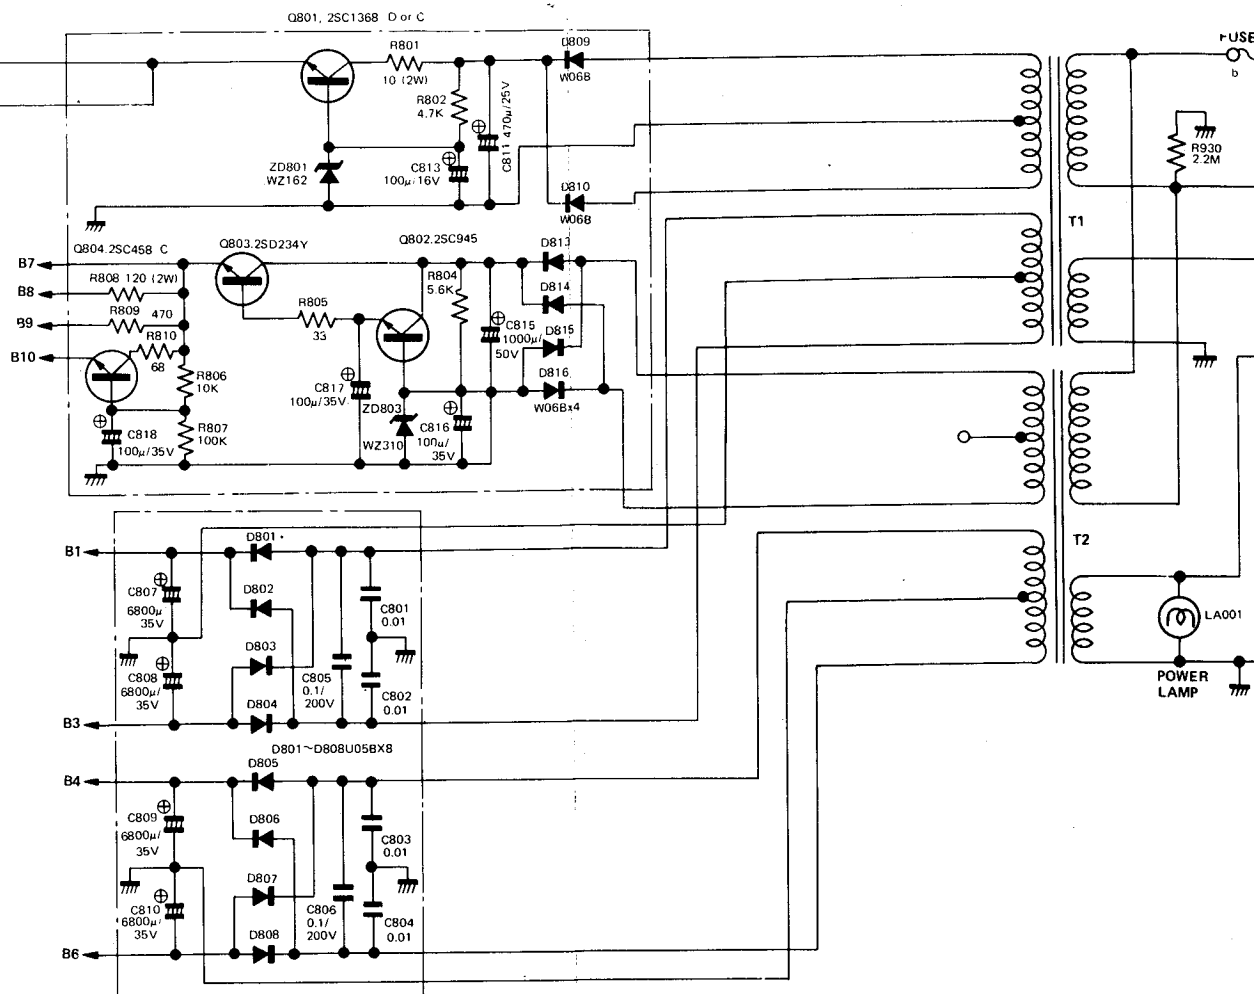 Q801, 2SC1368 D or C
R801
10 (2W)
D809
W06B
FUSE
b
R802
4.7K
C811 470μ/25V
R930
2.2M
ZD801
WZ162
C813
100μ/16V
D810
W06B
T1
Q804.2SC458 C
Q803.2SD234Y
Q802.2SC945
D813
B7
R808 120 (2W)
B8
R804
5.6K
D814
R809 470
B9
R805
33
C815
1000μ/
50V
D815
R810
68
B10
R806
10K
D816
W06Bx4
C817
100μ/35V
ZD803
WZ310
C816
100μ/
35V
R807
100K
C818
100μ/35V
T2
B1
D801
C807
6800μ
35V
D802
C801
0.01
LA001
POWER
LAMP
D803
C808
6800μ/
35V
C805
0.1/
200V
C802
0.01
D804
B3
D801~D808U05BX8
B4
D805
C809
6800μ/
35V
D806
C803
0.01
D807
C810
6800μ/
35V
C806
0.1/
200V
C804
0.01
D808
B6